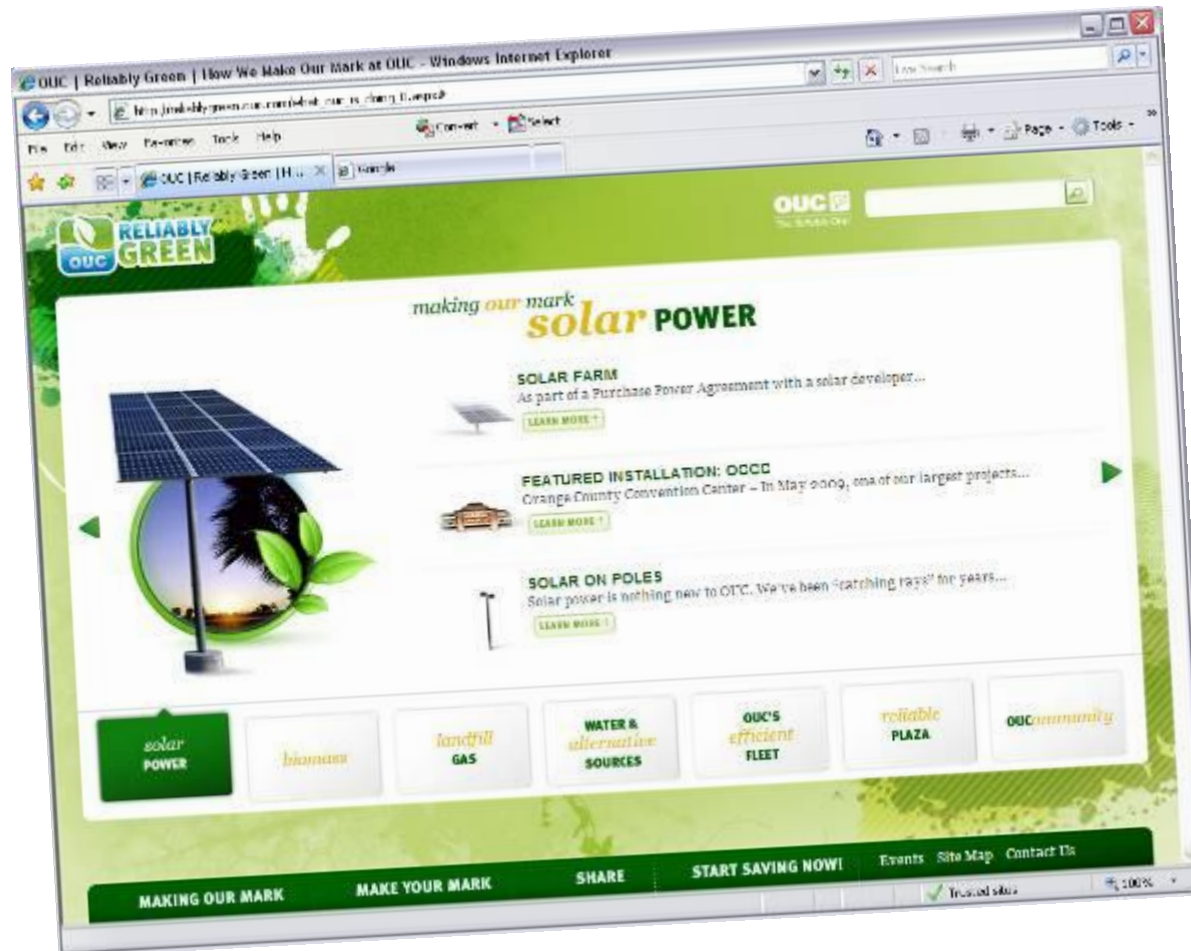 OUC | Reliably Green | How We Make Our Mark at OUC - Windows Internet Explorer
Live Search
File Edit View Favorites Tools Help
Convert Select
OUC | Reliably Green | H...
Google
Page Tools
OUC RELIABLY GREEN
OUC
The Reliable One
making our mark
solar POWER
SOLAR FARM
As part of a Purchase Power Agreement with a solar developer...
LEARN MORE
FEATURED INSTALLATION: OCCC
Orange County Convention Center – In May 2009, one of our largest projects...
LEARN MORE
SOLAR ON POLES
Solar power is nothing new to OUC. We've been "catching rays" for years...
LEARN MORE
solar
POWER
biomass
landfill
GAS
WATER &
alternative
SOURCES
OUC'S
efficient
FLEET
reliable
PLAZA
OUCommunity
MAKING OUR MARK
MAKE YOUR MARK
SHARE
START SAVING NOW!
Events Site Map Contact Us
Trusted sites
100%